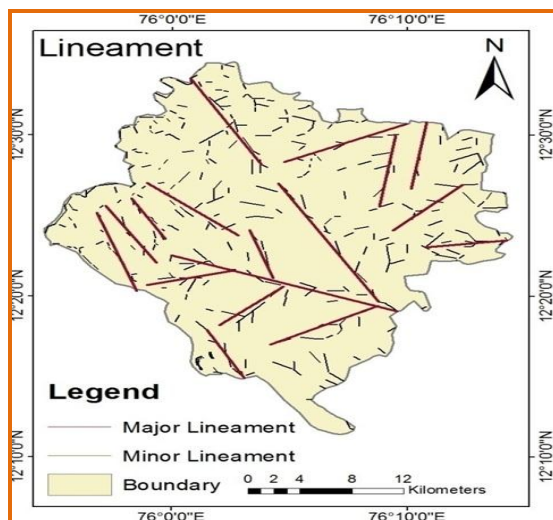 76°0'0"E 76°10'0"E
Lineament
N
12°30'0"N 12°30'0"N
12°20'0"N 12°20'0"N
12°10'0"N 12°10'0"N
Legend
Major Lineament
Minor Lineament
Boundary
0 2 4 8 12
Kilometers
76°0'0"E 76°10'0"E